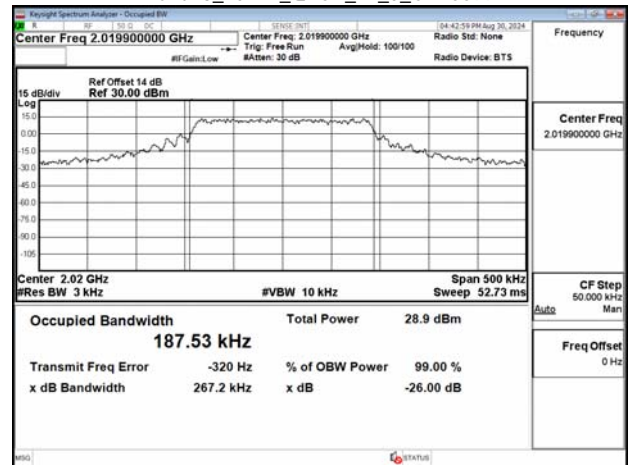 Keysight Spectrum Analyzer - Occupied BW
R RF 50 Ω DC SENSE:INT 04:42:59 PM Aug 30, 2024
Center Freq 2.019900000 GHz Center Freq: 2.019900000 GHz Radio Std: None Frequency
Trig: Free Run Avg|Hold: 100/100
#IFGain:Low #Atten: 30 dB Radio Device: BTS
Ref Offset 14 dB
15 dB/div Ref 30.00 dBm
Log
15.0
0.00
-15.0
-30.0
-45.0
-60.0
-75.0
-90.0
-105
Center Freq
2.019900000 GHz
Center 2.02 GHz Span 500 kHz
#Res BW 3 kHz #VBW 10 kHz Sweep 52.73 ms
CF Step
50.000 kHz
Auto Man
Occupied Bandwidth Total Power 28.9 dBm
187.53 kHz
Transmit Freq Error -320 Hz % of OBW Power 99.00 %
x dB Bandwidth 267.2 kHz x dB -26.00 dB
Freq Offset
0 Hz
MSG STATUS